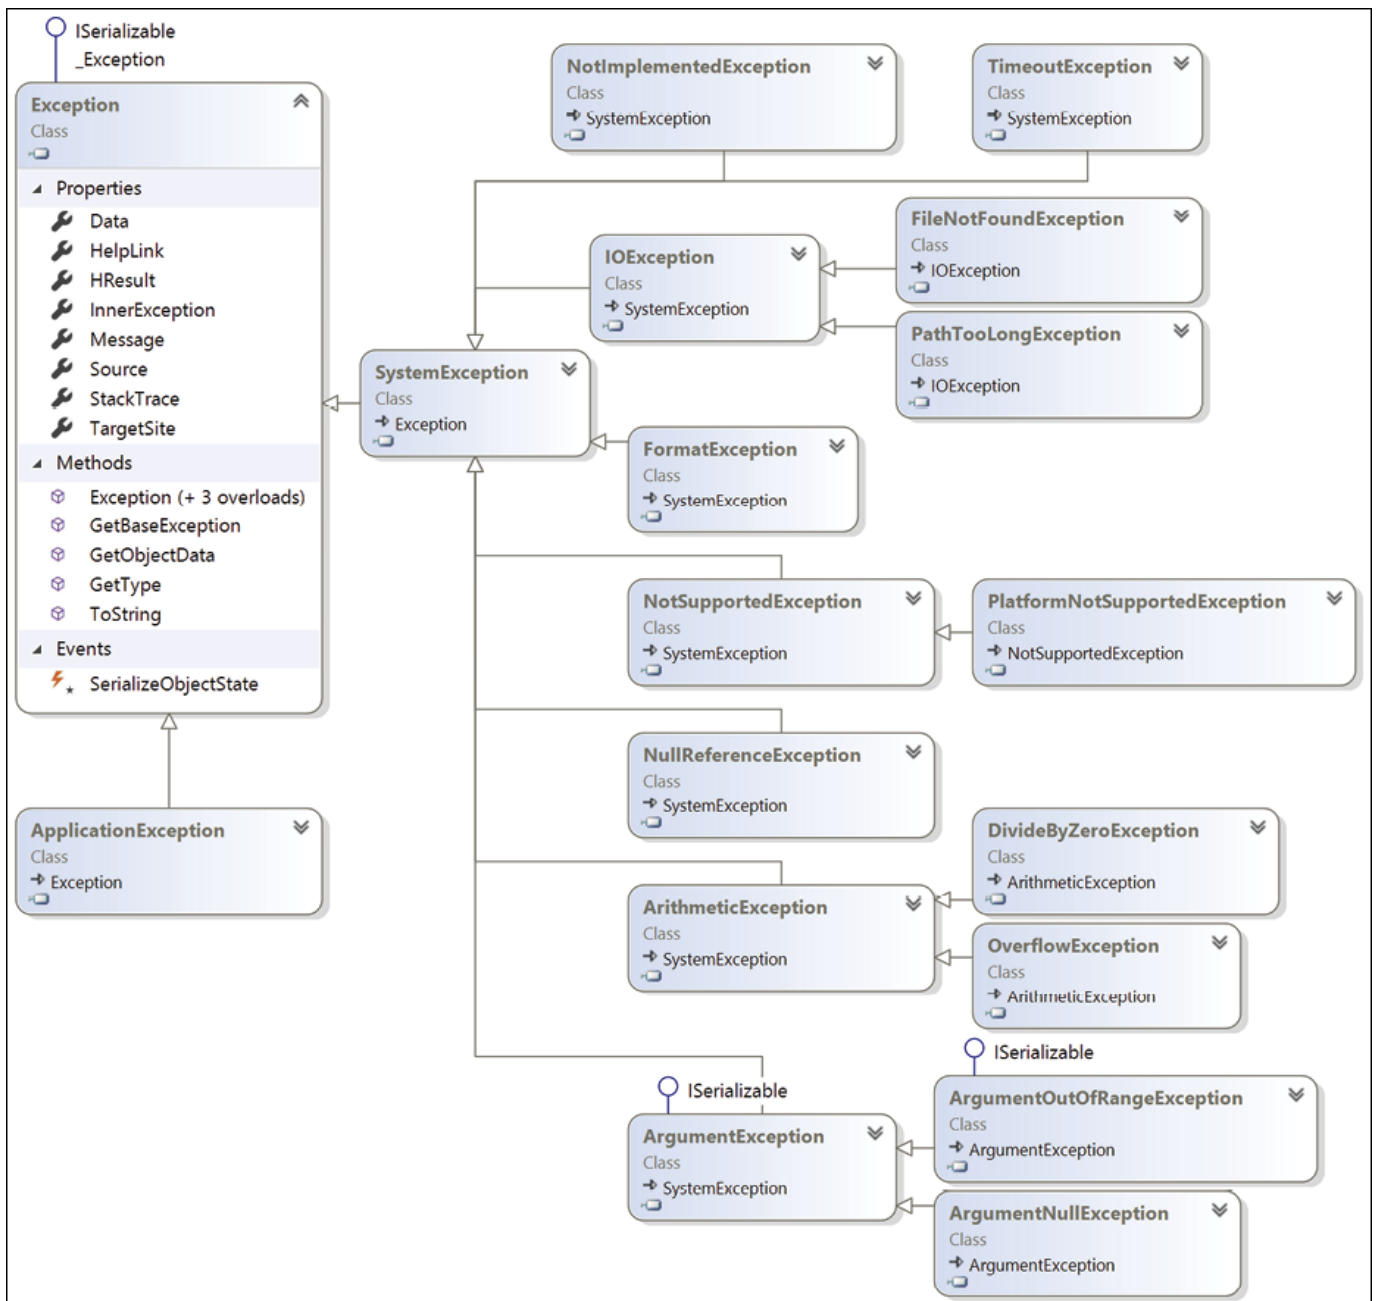 ISerializable
_Exception
Exception
Class
Properties
Data
HelpLink
HResult
InnerException
Message
Source
StackTrace
TargetSite
Methods
Exception (+ 3 overloads)
GetBaseException
GetObjectData
GetType
ToString
Events
SerializeObjectState
ApplicationException
Class
Exception
SystemException
Class
Exception
NotImplementedException
Class
SystemException
TimeoutException
Class
SystemException
IOException
Class
SystemException
FileNotFoundException
Class
IOException
PathTooLongException
Class
IOException
FormatException
Class
SystemException
NotSupportedException
Class
SystemException
PlatformNotSupportedException
Class
NotSupportedException
NullReferenceException
Class
SystemException
ArithmeticException
Class
SystemException
DivideByZeroException
Class
ArithmeticException
OverflowException
Class
ArithmeticException
ISerializable
ArgumentException
Class
SystemException
ISerializable
ArgumentOutOfRangeException
Class
ArgumentException
ArgumentNullException
Class
ArgumentException